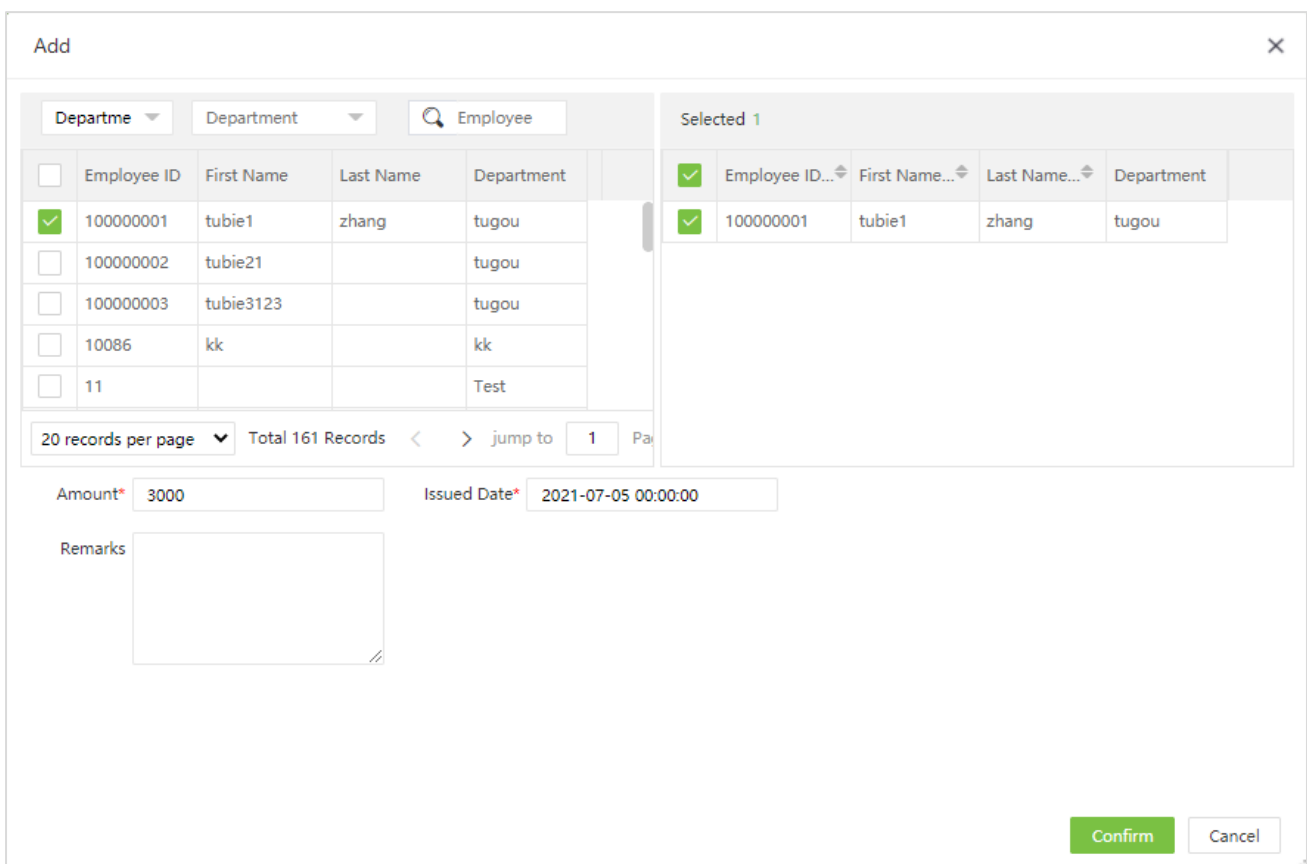 Add
Departme Department Employee
Employee ID First Name Last Name Department
100000001 tubie1 zhang tugou
100000002 tubie21 tugou
100000003 tubie3123 tugou
10086 kk kk
11 Test
20 records per page Total 161 Records < > jump to 1 Pa
Selected 1
Employee ID... First Name... Last Name... Department
100000001 tubie1 zhang tugou
Amount* 3000 Issued Date* 2021-07-05 00:00:00
Remarks
Confirm Cancel